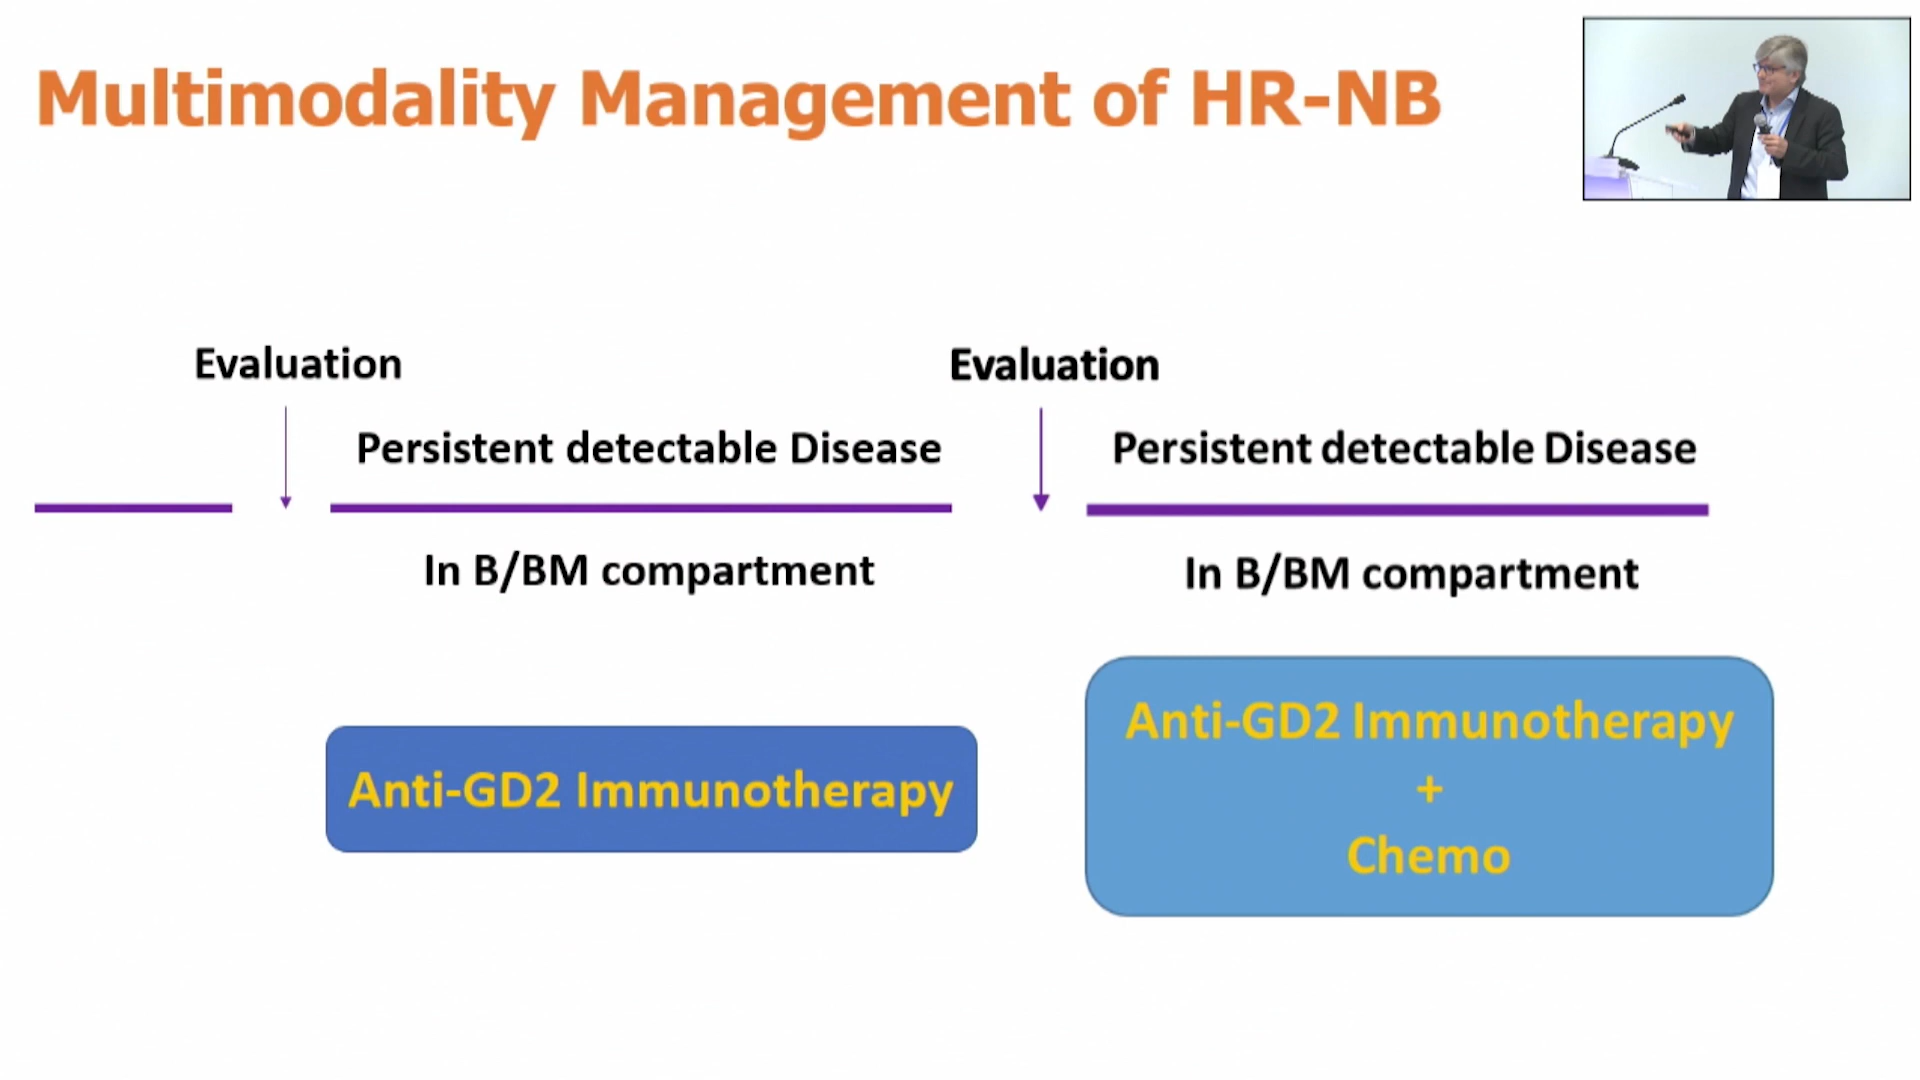 Multimodality Management of HR-NB
Evaluation
Evaluation
Persistent detectable Disease
Persistent detectable Disease
In B/BM compartment
In B/BM compartment
Anti-GD2 Immunotherapy
Anti-GD2 Immunotherapy
+
Chemo